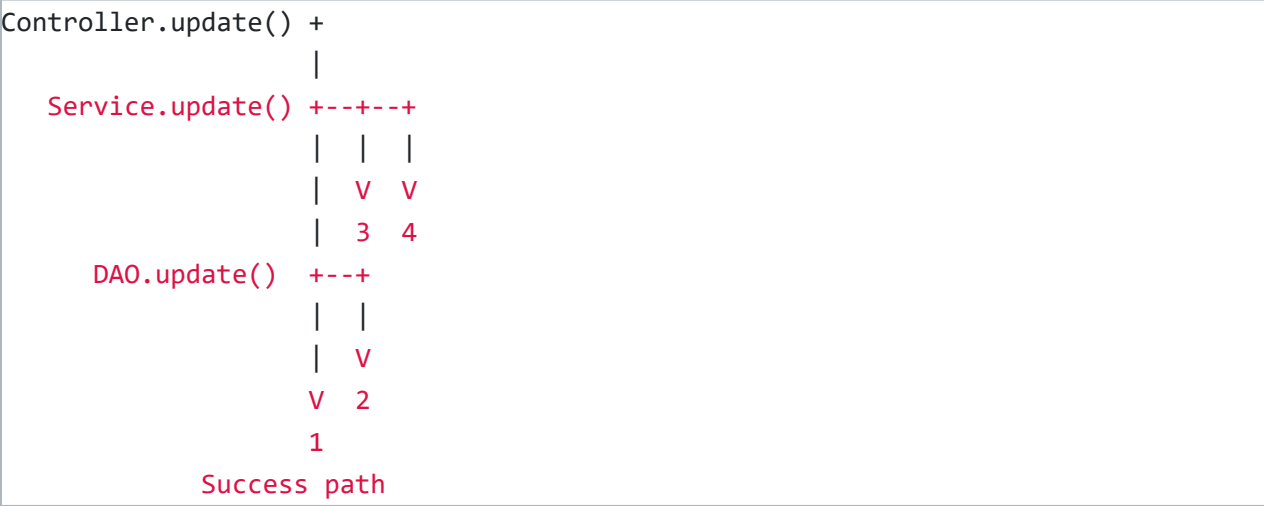 Controller.update() +
                    |
   Service.update() +--+--+
                    |  |  |
                    |  V  V
                    |  3  4
      DAO.update()  +--+
                    |  |
                    |  V
                    V  2
                    1
             Success path